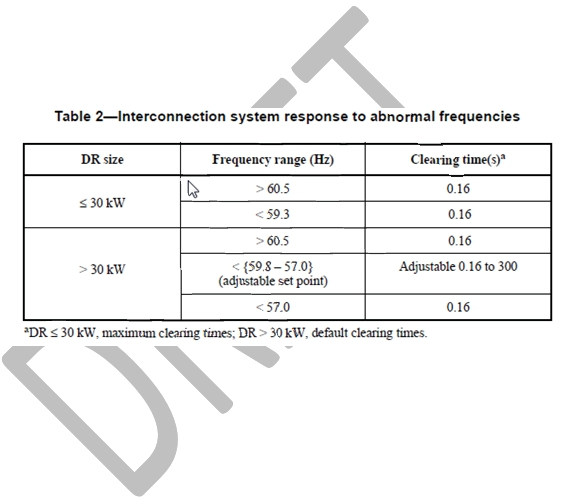 Table 2—Interconnection system response to abnormal frequencies
DR size Frequency range (Hz) Clearing time(s)a
≤ 30 kW > 60.5 0.16
< 59.3 0.16
> 30 kW > 60.5 0.16
< {59.8 – 57.0} Adjustable 0.16 to 300
(adjustable set point)
< 57.0 0.16
aDR ≤ 30 kW, maximum clearing times; DR > 30 kW, default clearing times.